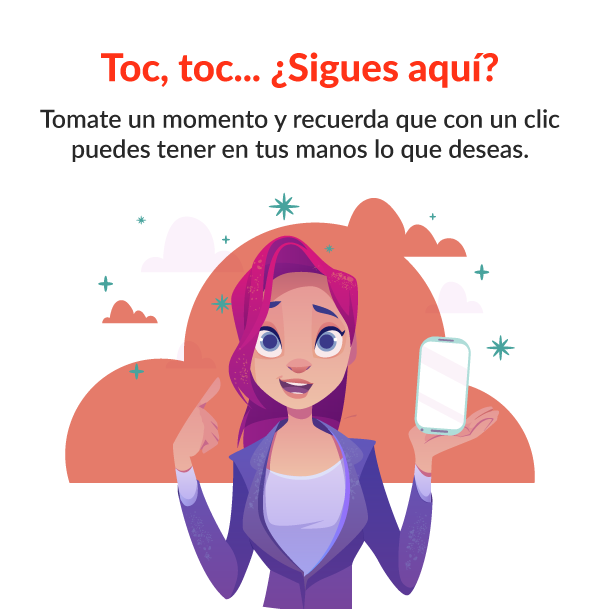 Toc, toc... ¿Sigues aquí?
Tomate un momento y recuerda que con un clic
puedes tener en tus manos lo que deseas.